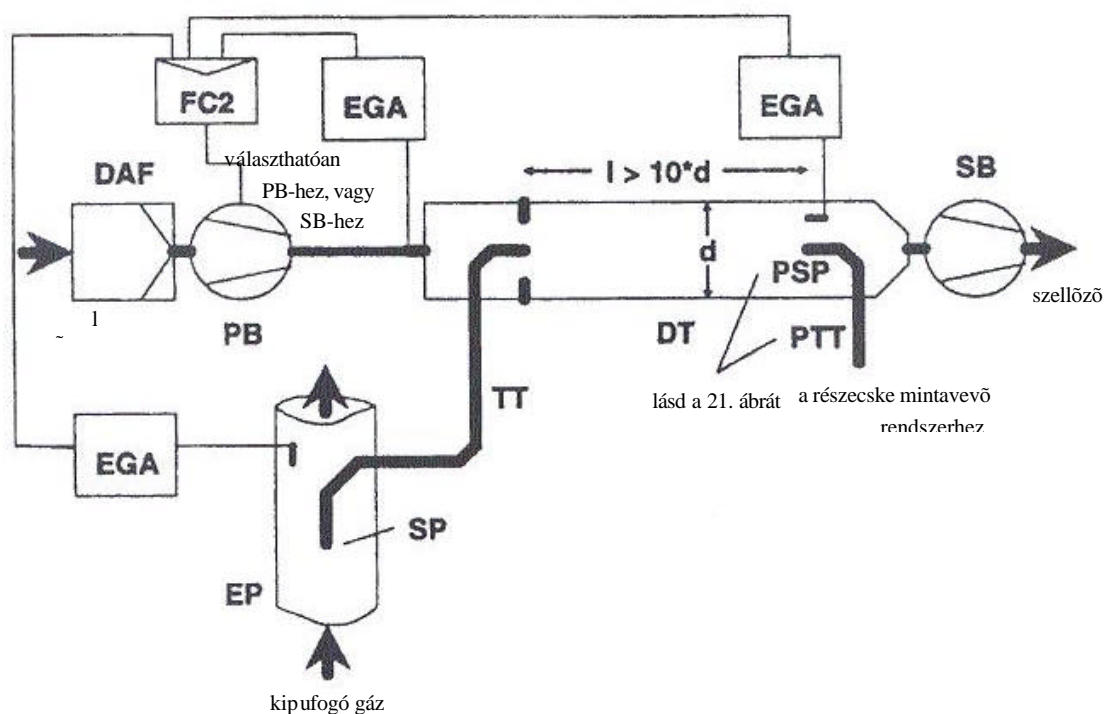 FC2
EGA
EGA
választhatóan
PB-hez, vagy
SB-hez
DAF
l > 10*d
SB
d
PSP
szellõzõ
l
~
PB
DT
PTT
TT
lásd a 21. ábrát
a részecske mintavevõ
rendszerhez
EGA
SP
EP
kipufogó gáz